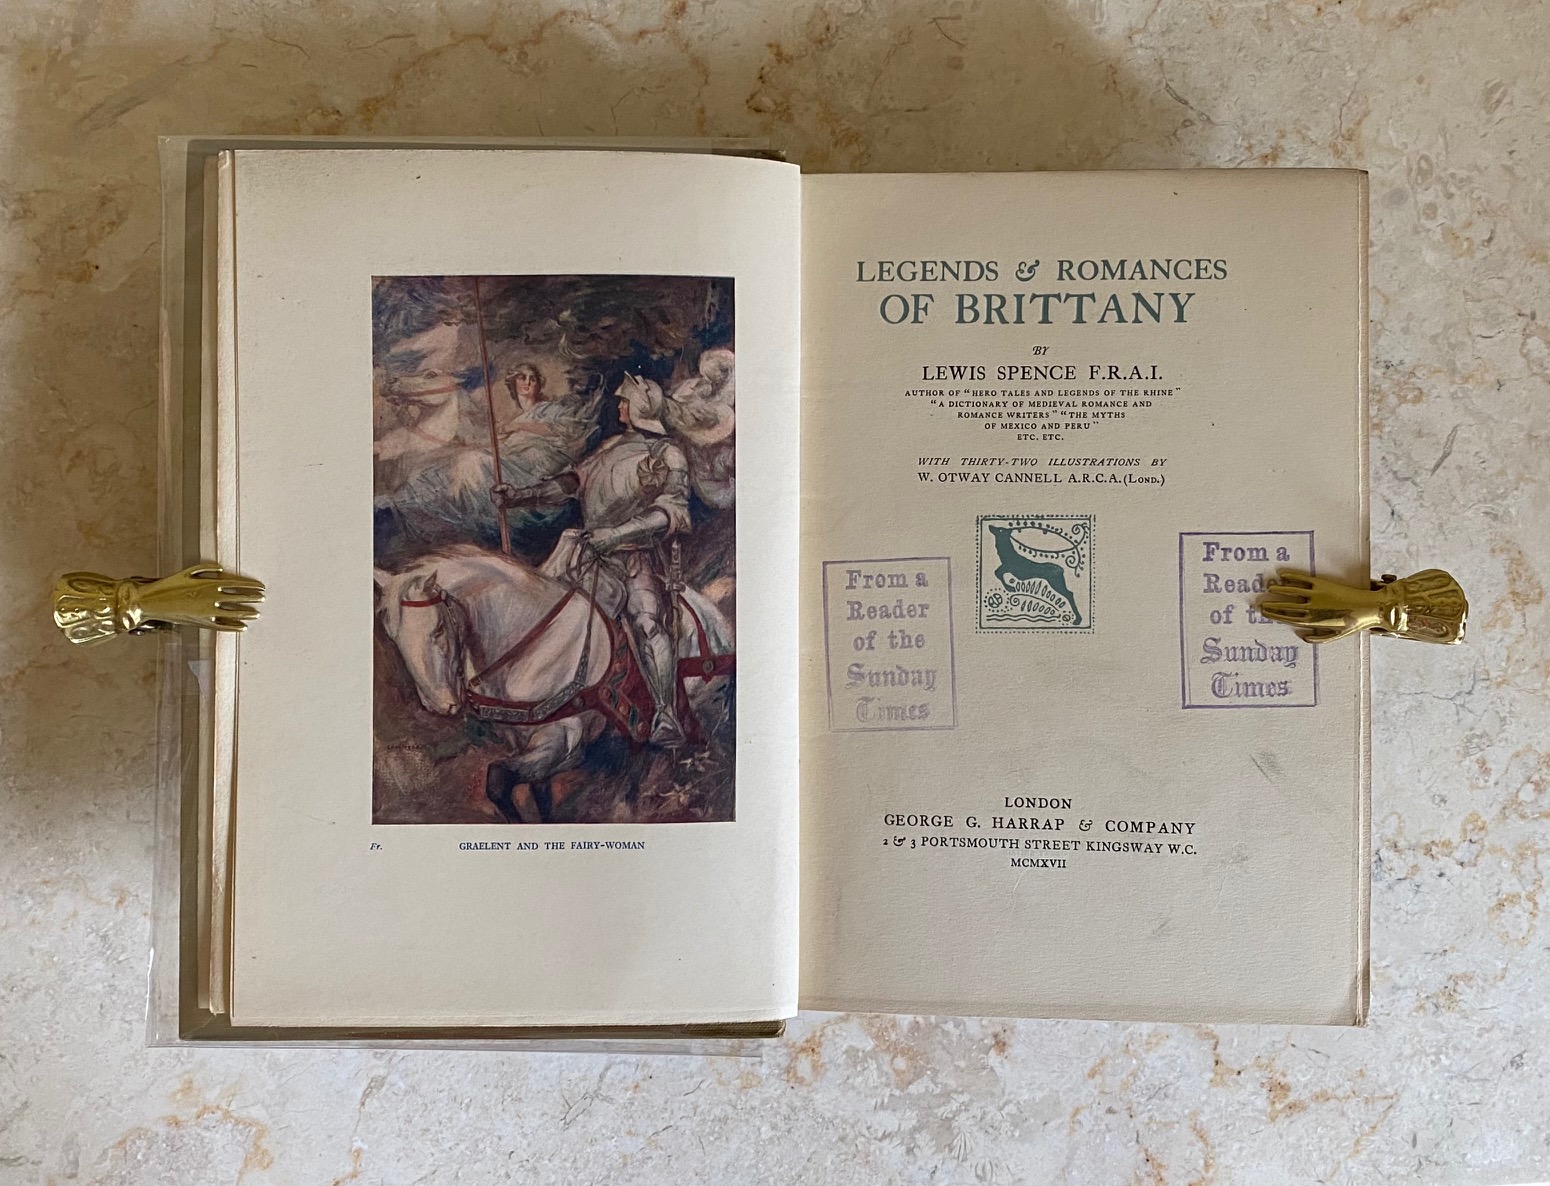 Fr.
GRAELENT AND THE FAIRY-WOMAN
LEGENDS & ROMANCES
OF BRITTANY
BY
LEWIS SPENCE F.R.A.I.
AUTHOR OF "HERO TALES AND LEGENDS OF THE RHINE"
"A DICTIONARY OF MEDIEVAL ROMANCE AND
ROMANCE WRITERS" "THE MYTHS
OF MEXICO AND PERU"
ETC. ETC.
WITH THIRTY-TWO ILLUSTRATIONS BY
W. OTWAY CANNELL A.R.C.A.(LOND.)
From a
Reader
of the
Sunday
Times
From a
Reader
of th
Sunday
Times
LONDON
GEORGE G. HARRAP & COMPANY
2 & 3 PORTSMOUTH STREET KINGSWAY W.C.
MCMXVII